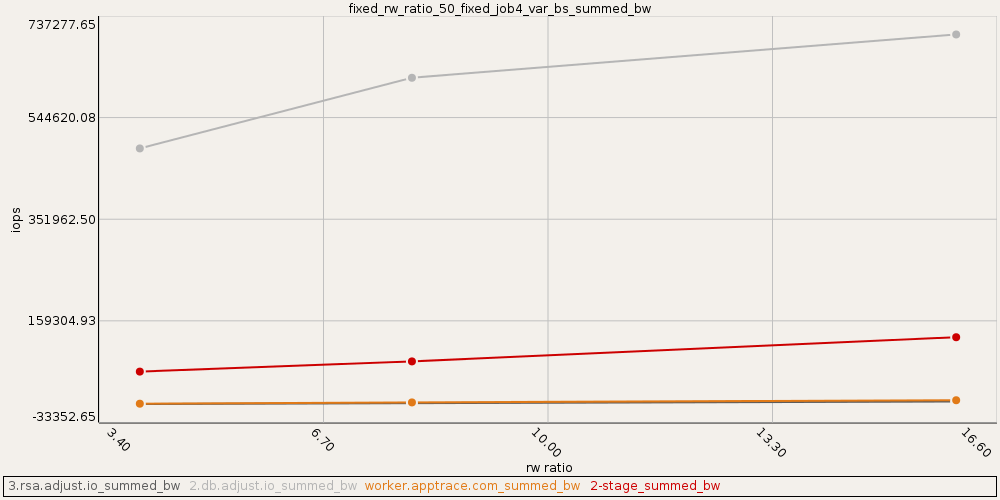 fixed_rw_ratio_50_fixed_job4_var_bs_summed_bw
737277.65
544620.08
iops
351962.50
159304.93
-33352.65
3.40
6.70
10.00
13.30
16.60
rw ratio
3.rsa.adjust.io_summed_bw 2.db.adjust.io_summed_bw worker.apptrace.com_summed_bw 2-stage_summed_bw